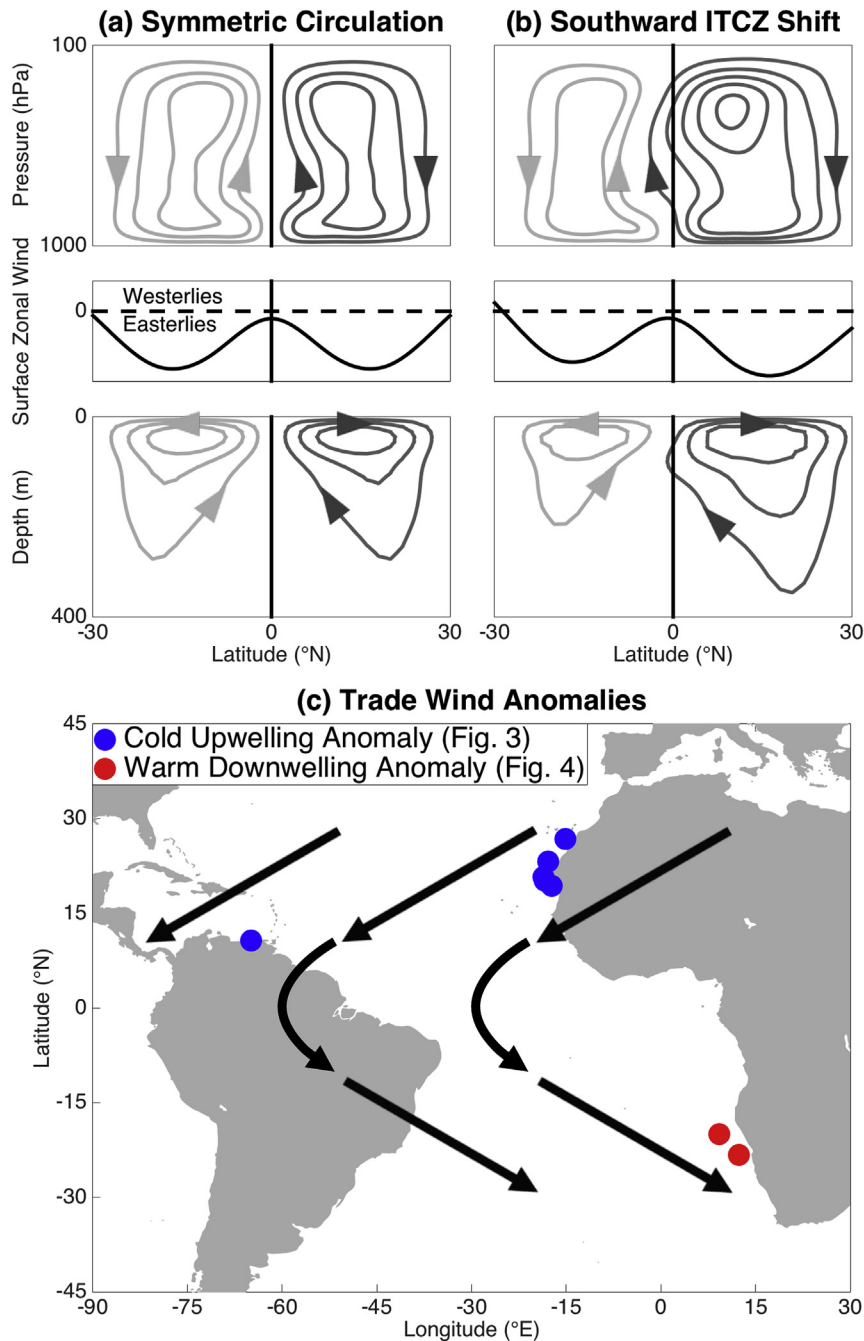 (a) Symmetric Circulation
(b) Southward ITCZ Shift
Pressure (hPa)
100
1000
Surface Zonal Wind
0
Westerlies
Easterlies
Depth (m)
0
400
-30 0 30
Latitude (°N)
-30 0 30
Latitude (°N)
(c) Trade Wind Anomalies
Cold Upwelling Anomaly (Fig. 3)
Warm Downwelling Anomaly (Fig. 4)
Latitude (°N)
45
30
15
0
-15
-30
-45
-90 -75 -60 -45 -30 -15 0 15 30
Longitude (°E)